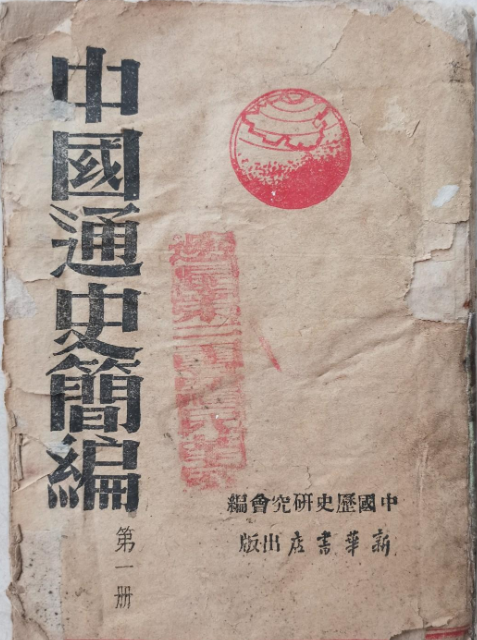 中國通史簡編
第一册
中國歷史研究會編
新華書店出版